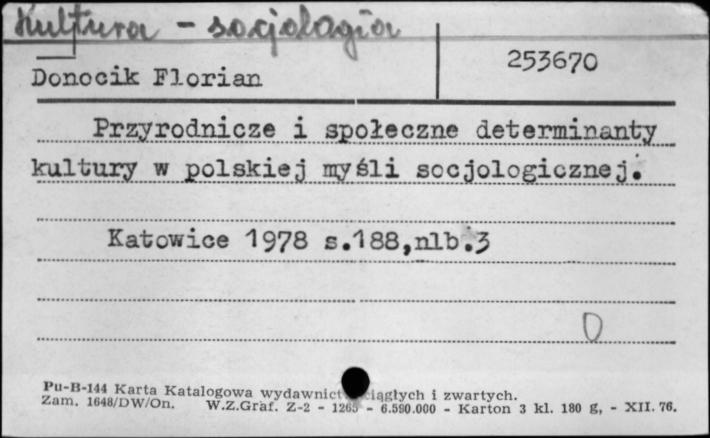 Kultura - socjologia
Donocik Florian
253670
Przyrodnicze i społeczne determinanty
kultury w polskiej myśli socjologicznej.
Katowice 1978 s.188,nlb.3
O
Pu-B-144 Karta Katalogowa wydawnict ciągłych i zwartych.
Zam. 1648/DW/On. W.Z.Graf. Z-2 - 1265 - 6.590.000 - Karton 3 kl. 180 g, - XII. 76.